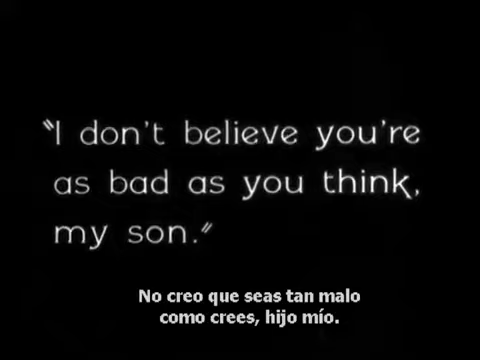 "I don't believe you're
as bad as you think,
my son."
No creo que seas tan malo
como crees, hijo mío.